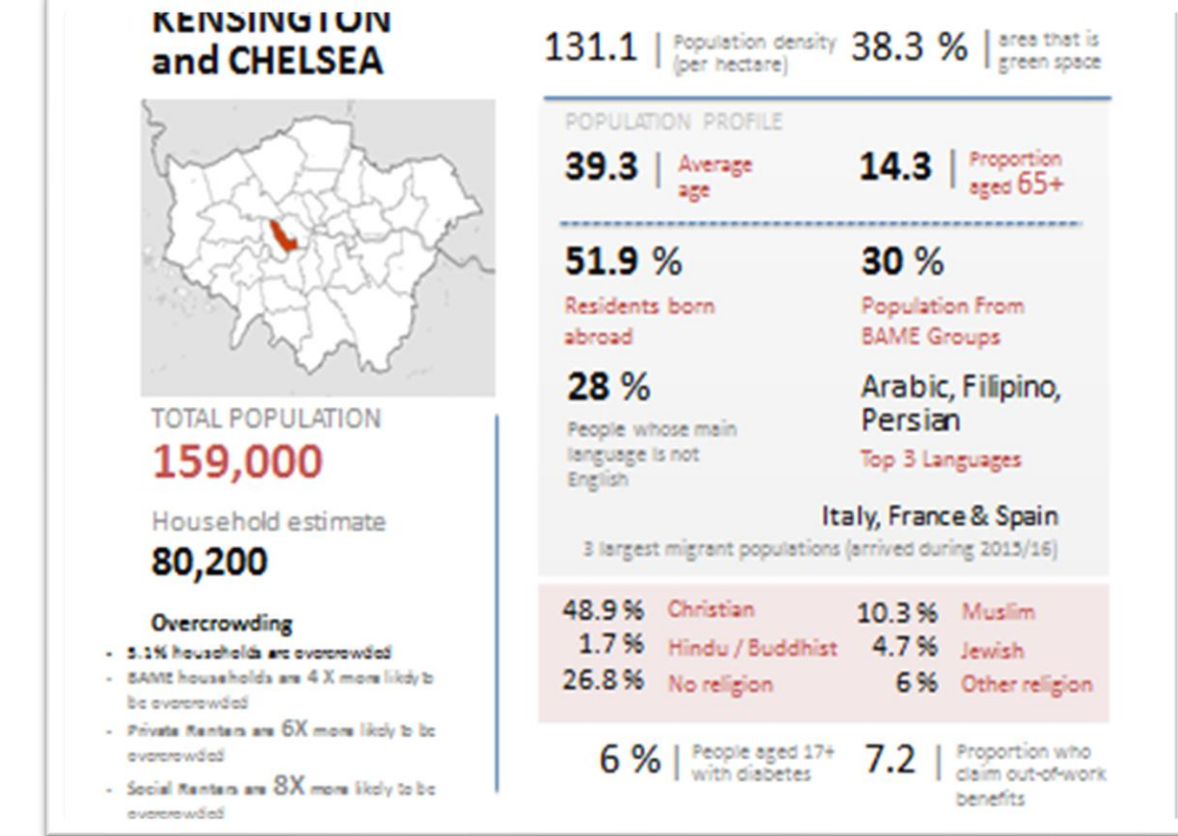 KENSINGTON
and CHELSEA
TOTAL POPULATION
159,000
Household estimate
80,200
Overcrowding
- 5.1% households are overcrowded
- BAME households are 4 X more likely to
be overcrowded
- Private Renters are 6X more likely to be
overcrowded
- Social Renters are 8X more likely to be
overcrowded
131.1 | Population density
(per hectare)
38.3 % | area that is
green space
POPULATION PROFILE
39.3 | Average
age
14.3 | Proportion
aged 65+
51.9 %
Residents born
abroad
30 %
Population From
BAME Groups
28 %
People whose main
language is not
English
Arabic, Filipino,
Persian
Top 3 Languages
Italy, France & Spain
3 largest migrant populations (arrived during 2015/16)
48.9 % Christian 10.3 % Muslim
1.7 % Hindu / Buddhist 4.7 % Jewish
26.8 % No religion 6 % Other religion
6 % | People aged 17+
with diabetes
7.2 | Proportion who
claim out-of-work
benefits